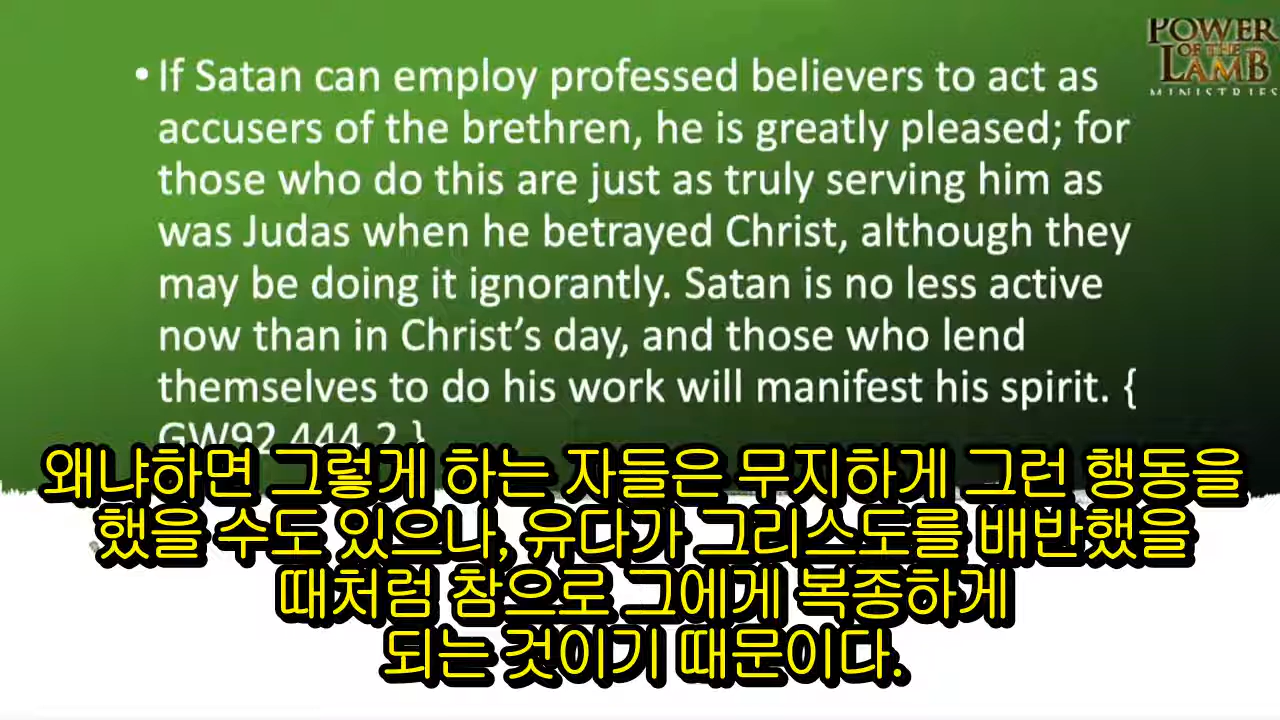 POWER
OF THE
LAMB
MINISTRIES
• If Satan can employ professed believers to act as
accusers of the brethren, he is greatly pleased; for
those who do this are just as truly serving him as
was Judas when he betrayed Christ, although they
may be doing it ignorantly. Satan is no less active
now than in Christ’s day, and those who lend
themselves to do his work will manifest his spirit. {
GW92 444.2 }
왜냐하면 그렇게 하는 자들은 무지하게 그런 행동을
했을 수도 있으나, 유다가 그리스도를 배반했을
때처럼 참으로 그에게 복종하게
되는 것이기 때문이다.